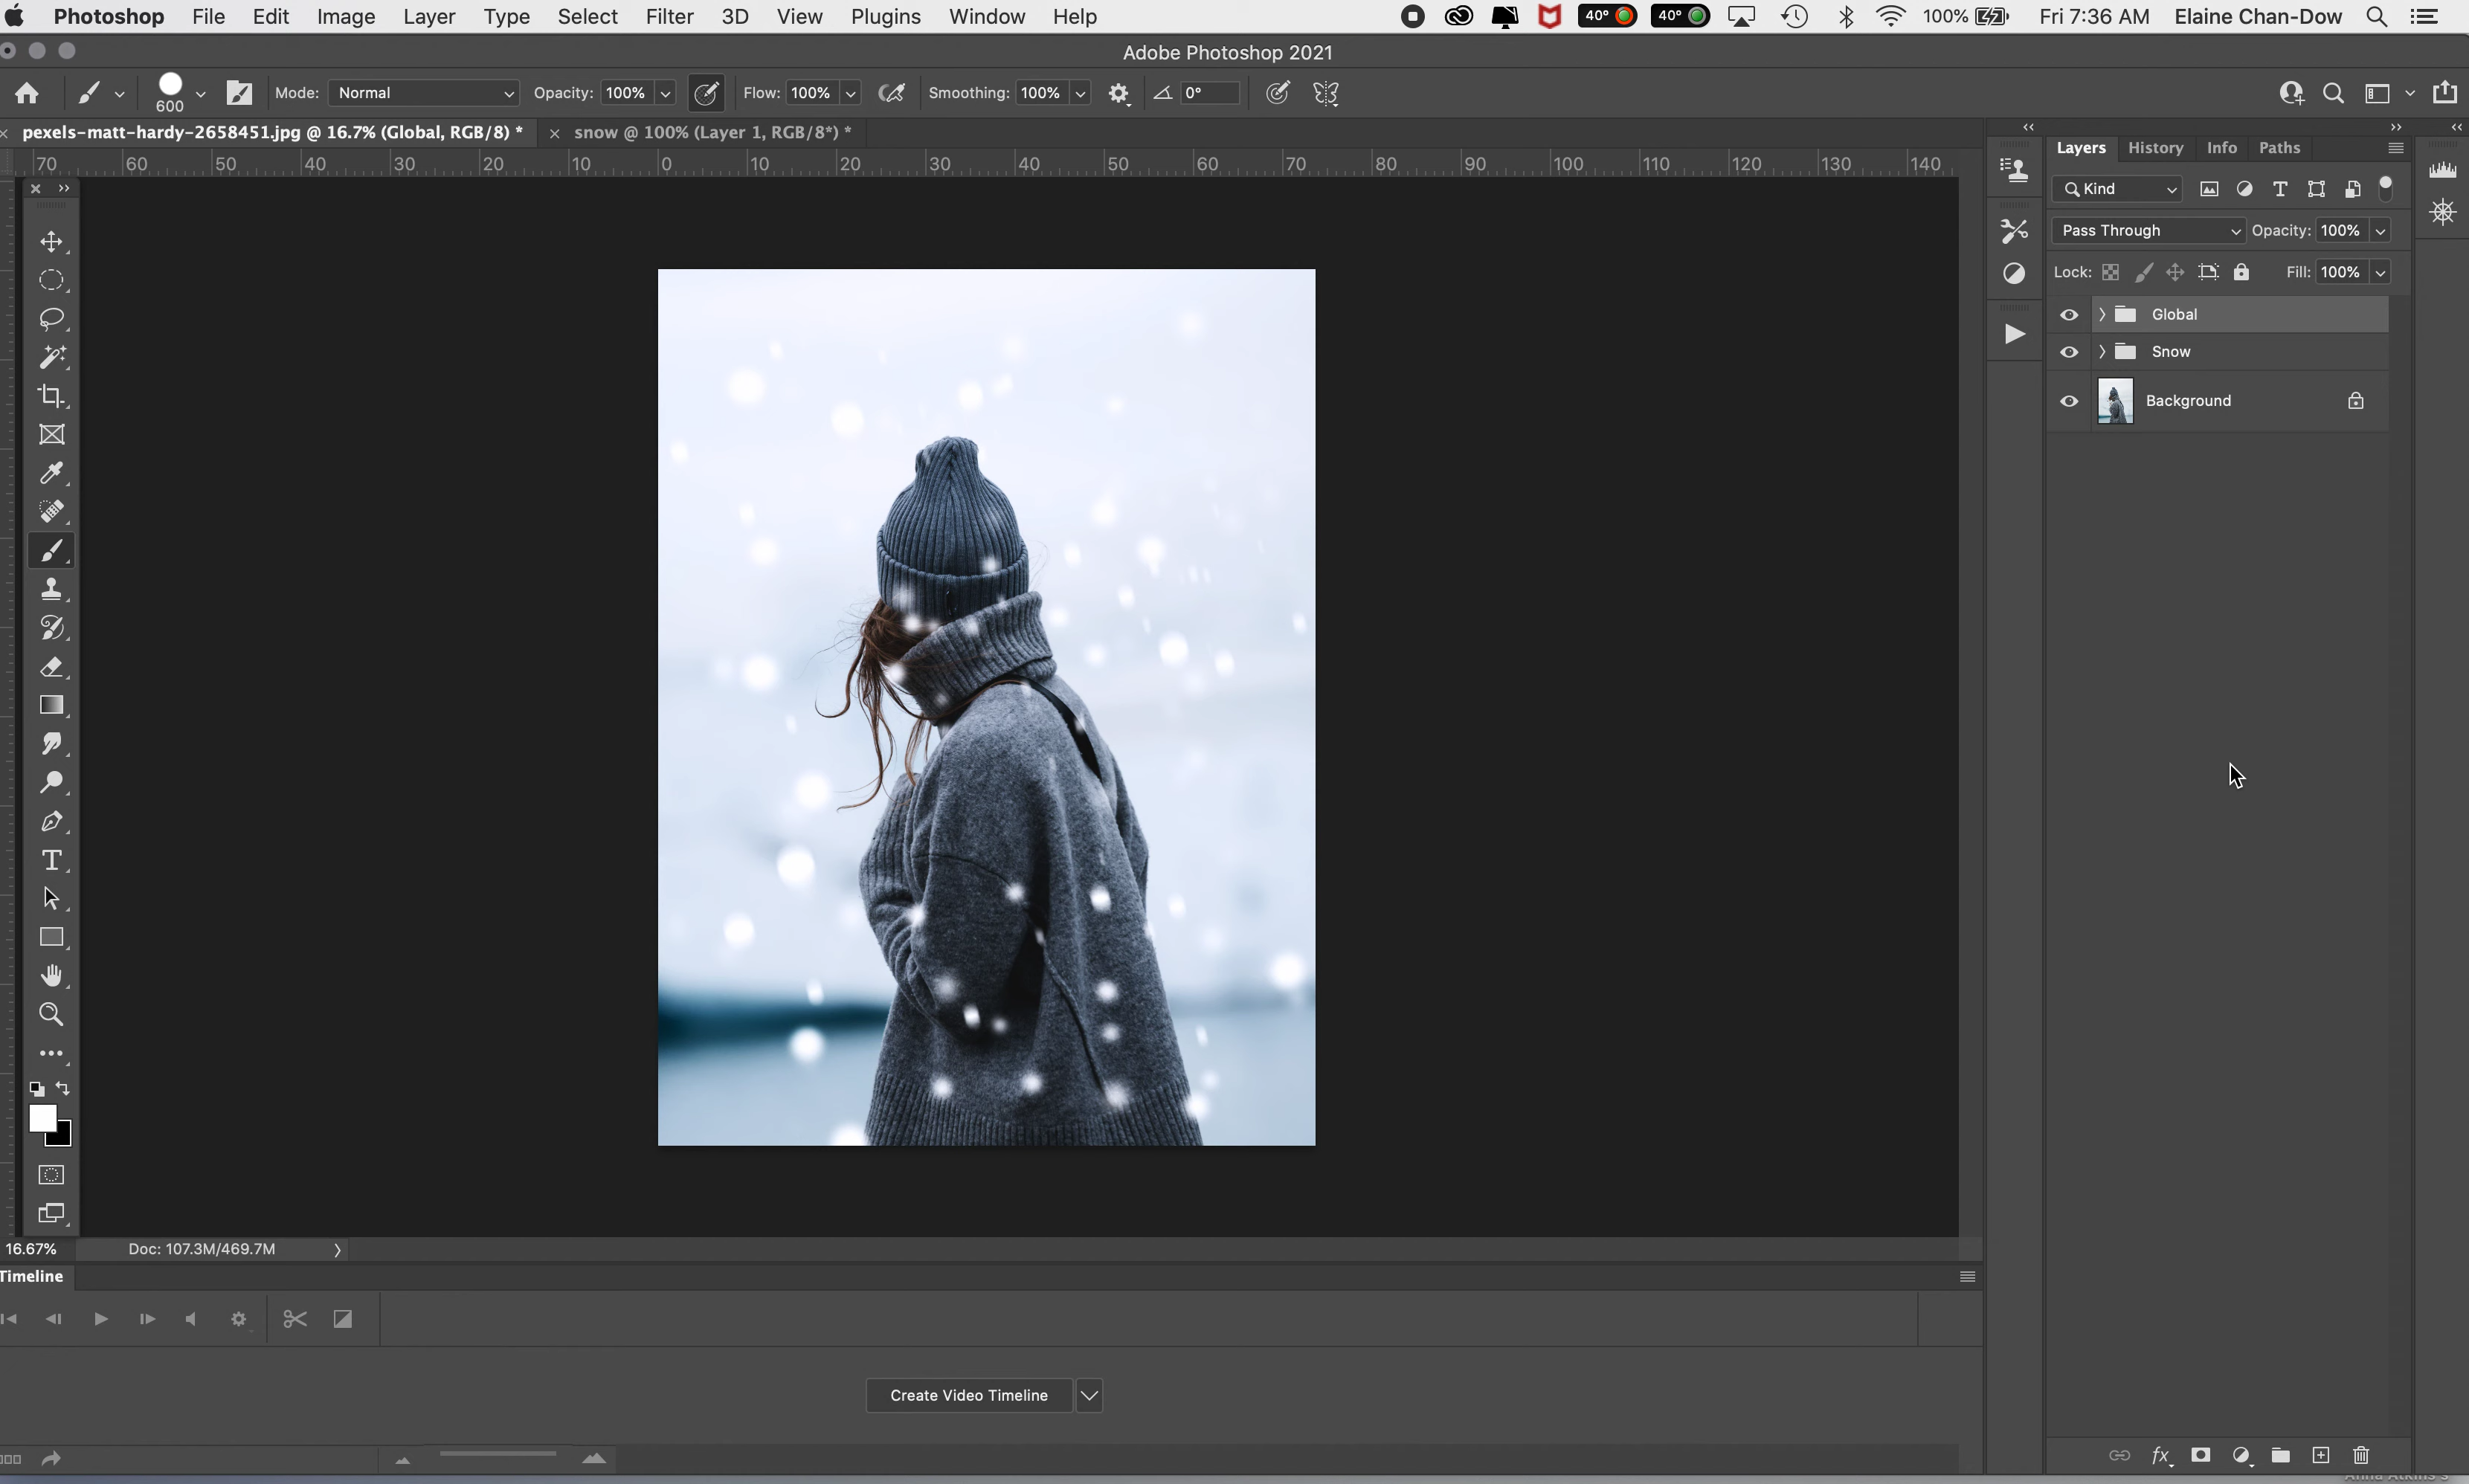 Photoshop File Edit Image Layer Type Select Filter 3D View Plugins Window Help 40° 40° 100% Fri 7:36 AM Elaine Chan-Dow
Adobe Photoshop 2021
600 Mode: Normal Opacity: 100% Flow: 100% Smoothing: 100% 0°
pexels-matt-hardy-2658451.jpg @ 16.7% (Global, RGB/8) * snow @ 100% (Layer 1, RGB/8*) *
70 60 50 40 30 20 10 0 10 20 30 40 50 60 70 80 90 100 110 120 130 140
Layers History Info Paths
Kind
Pass Through Opacity: 100%
Lock: Fill: 100%
Global
Snow
Background
16.67% Doc: 107.3M/469.7M
Timeline
Create Video Timeline
fx